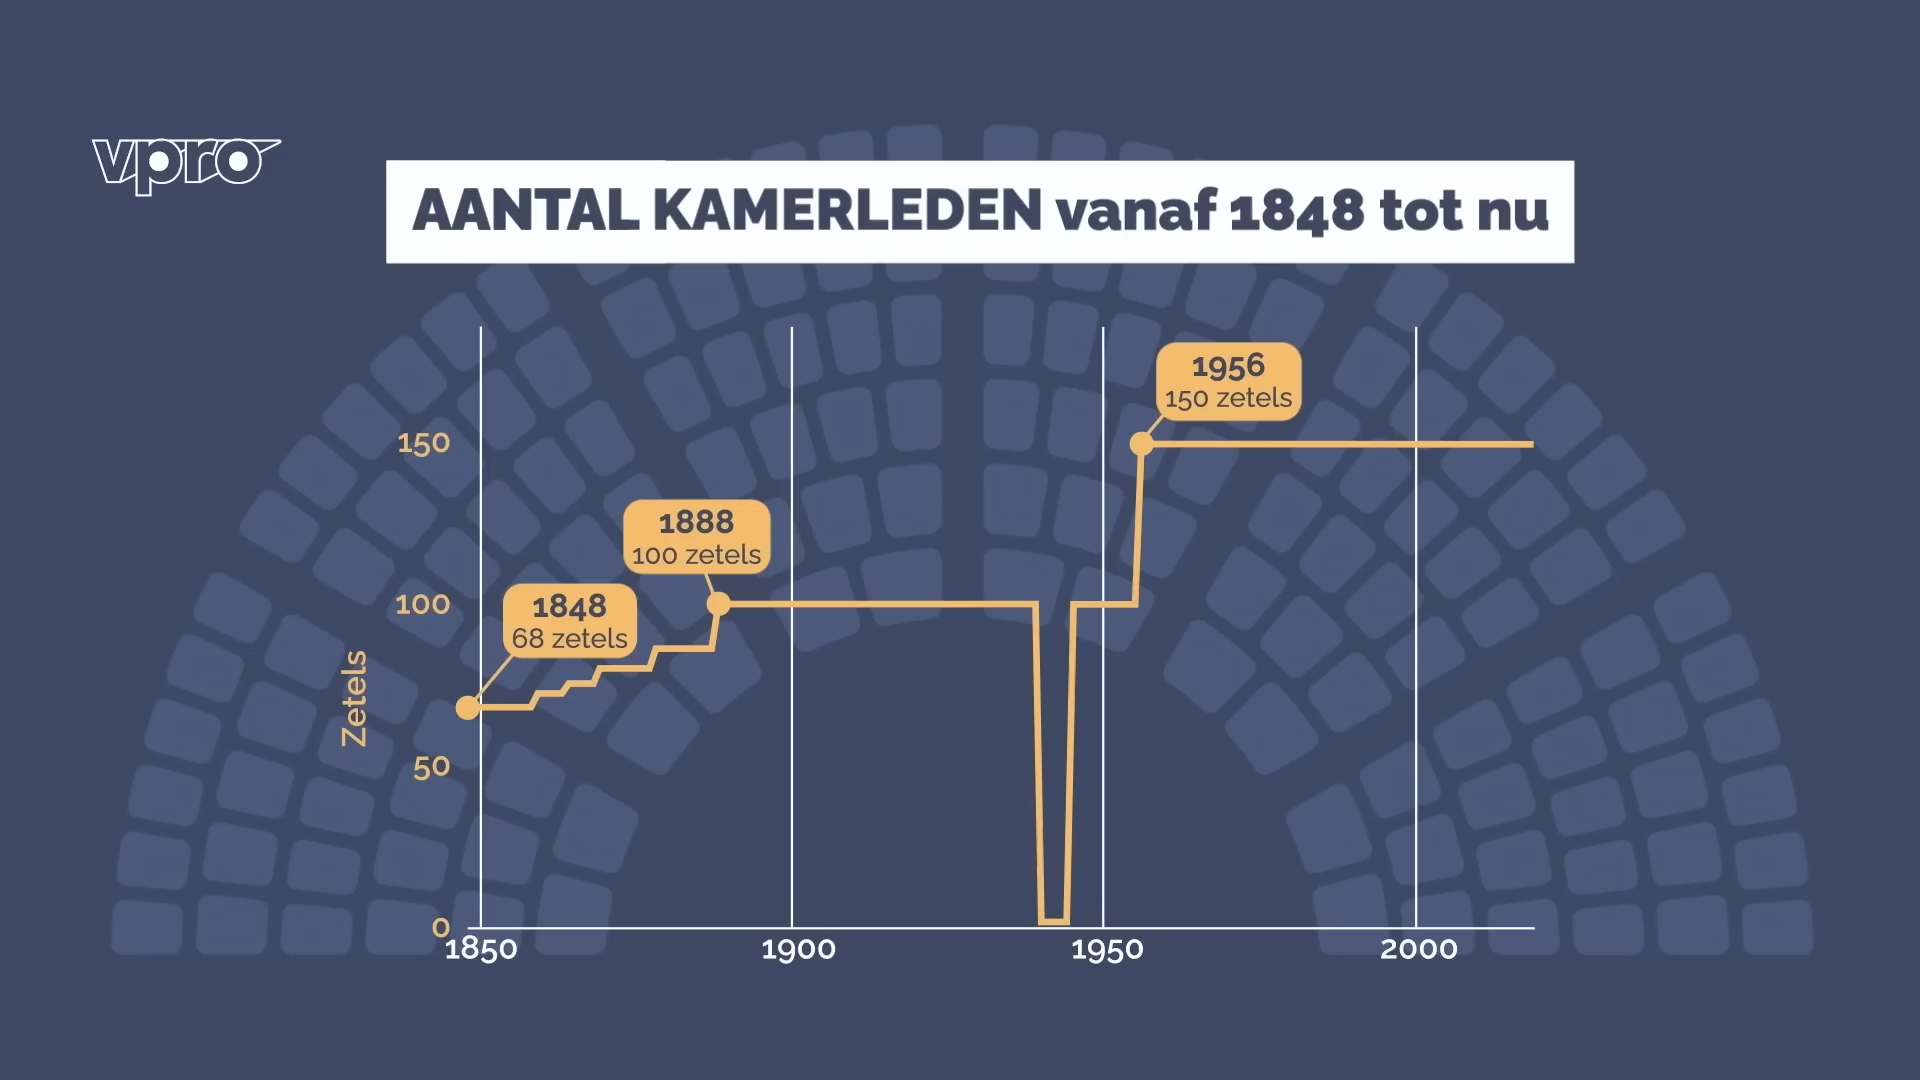 vpro
AANTAL KAMERLEDEN vanaf 1848 tot nu
1956
150 zetels
150
1888
100 zetels
100
1848
68 zetels
Zetels
50
0
1850
1900
1950
2000